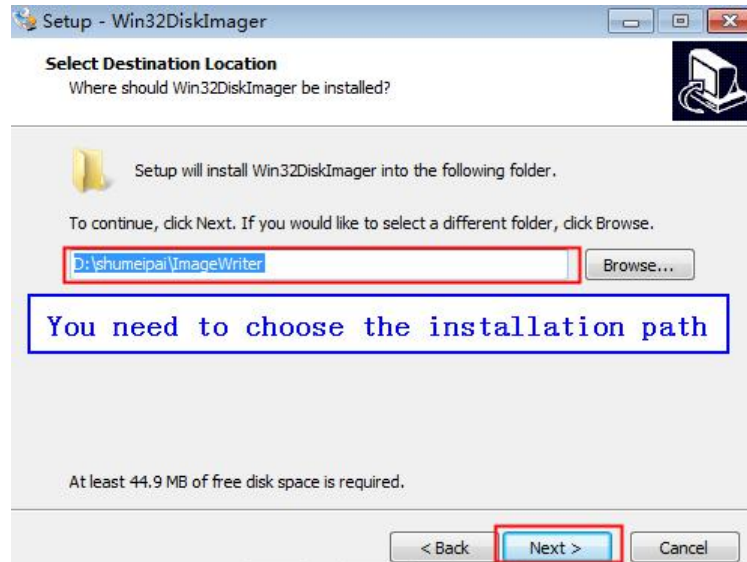 Setup - Win32DiskImager
Select Destination Location
Where should Win32DiskImager be installed?
Setup will install Win32DiskImager into the following folder.
To continue, click Next. If you would like to select a different folder, click Browse.
D:\shumeipai\ImageWriter
Browse...
You need to choose the installation path
At least 44.9 MB of free disk space is required.
< Back
Next >
Cancel